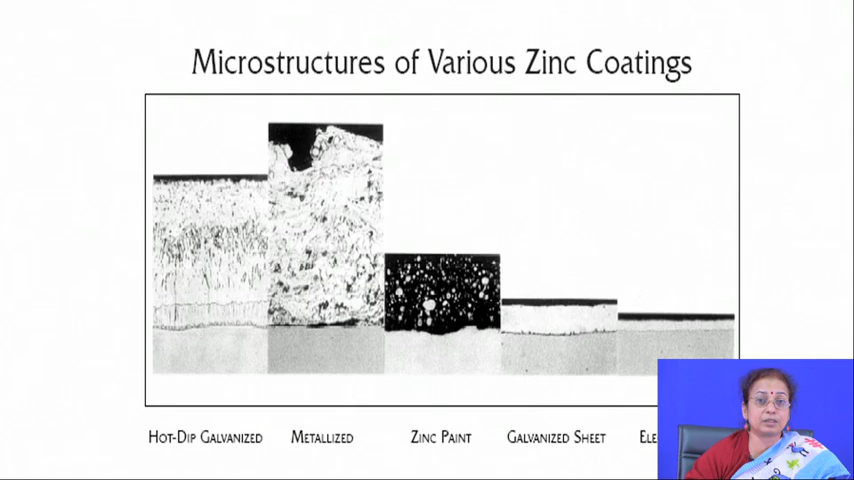 Microstructures of Various Zinc Coatings
Hot-Dip Galvanized Metallized Zinc Paint Galvanized Sheet